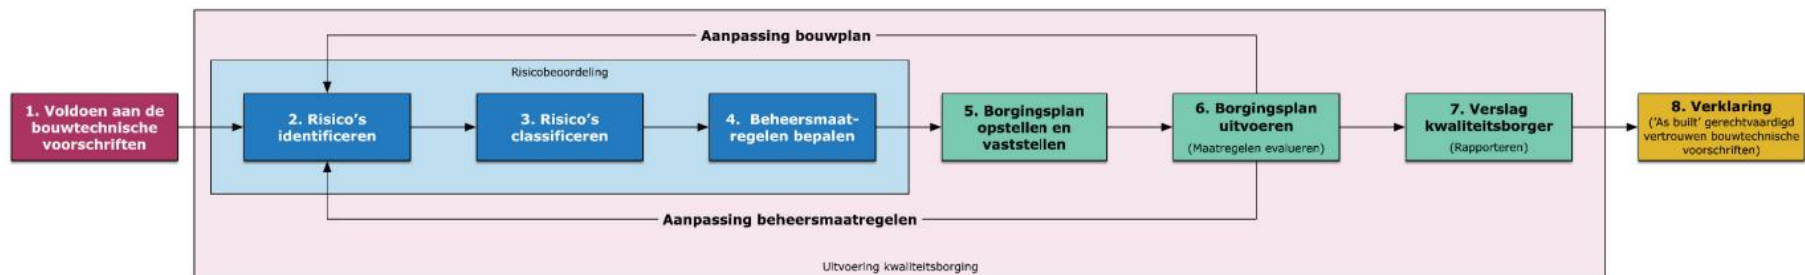 Aanpassing bouwplan
Risicobeoordeling
1. Voldoen aan de
bouwtechnische
voorschriften
2. Risico's
identificeren
3. Risico's
classificeren
4. Beheersmaat-
regelen bepalen
5. Borgingsplan
opstellen en
vaststellen
6. Borgingsplan
uitvoeren
(Maatregelen evalueren)
7. Verslag
kwaliteitsborger
(Rapporteren)
8. Verklaring
('As built' gerechtvaardigd
vertrouwen bouwtechnische
voorschriften)
Aanpassing beheersmaatregelen
Uitvoering kwaliteitsborging